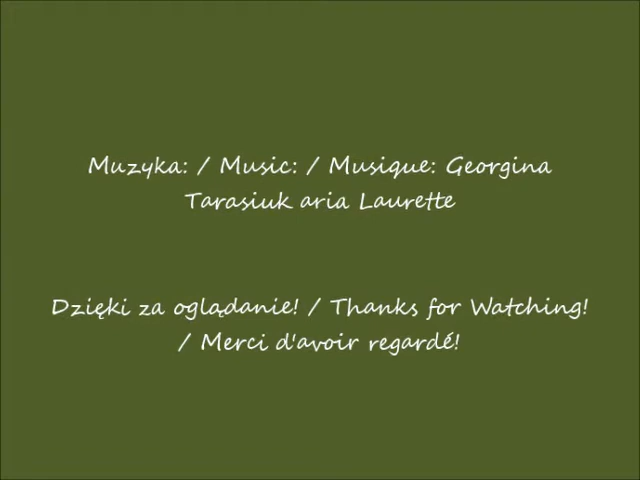 Muzyka: / Music: / Musique: Georgina
Tarasiuk aria Laurette
Dzięki za oglądanie! / Thanks for Watching!
/ Merci d'avoir regardé!